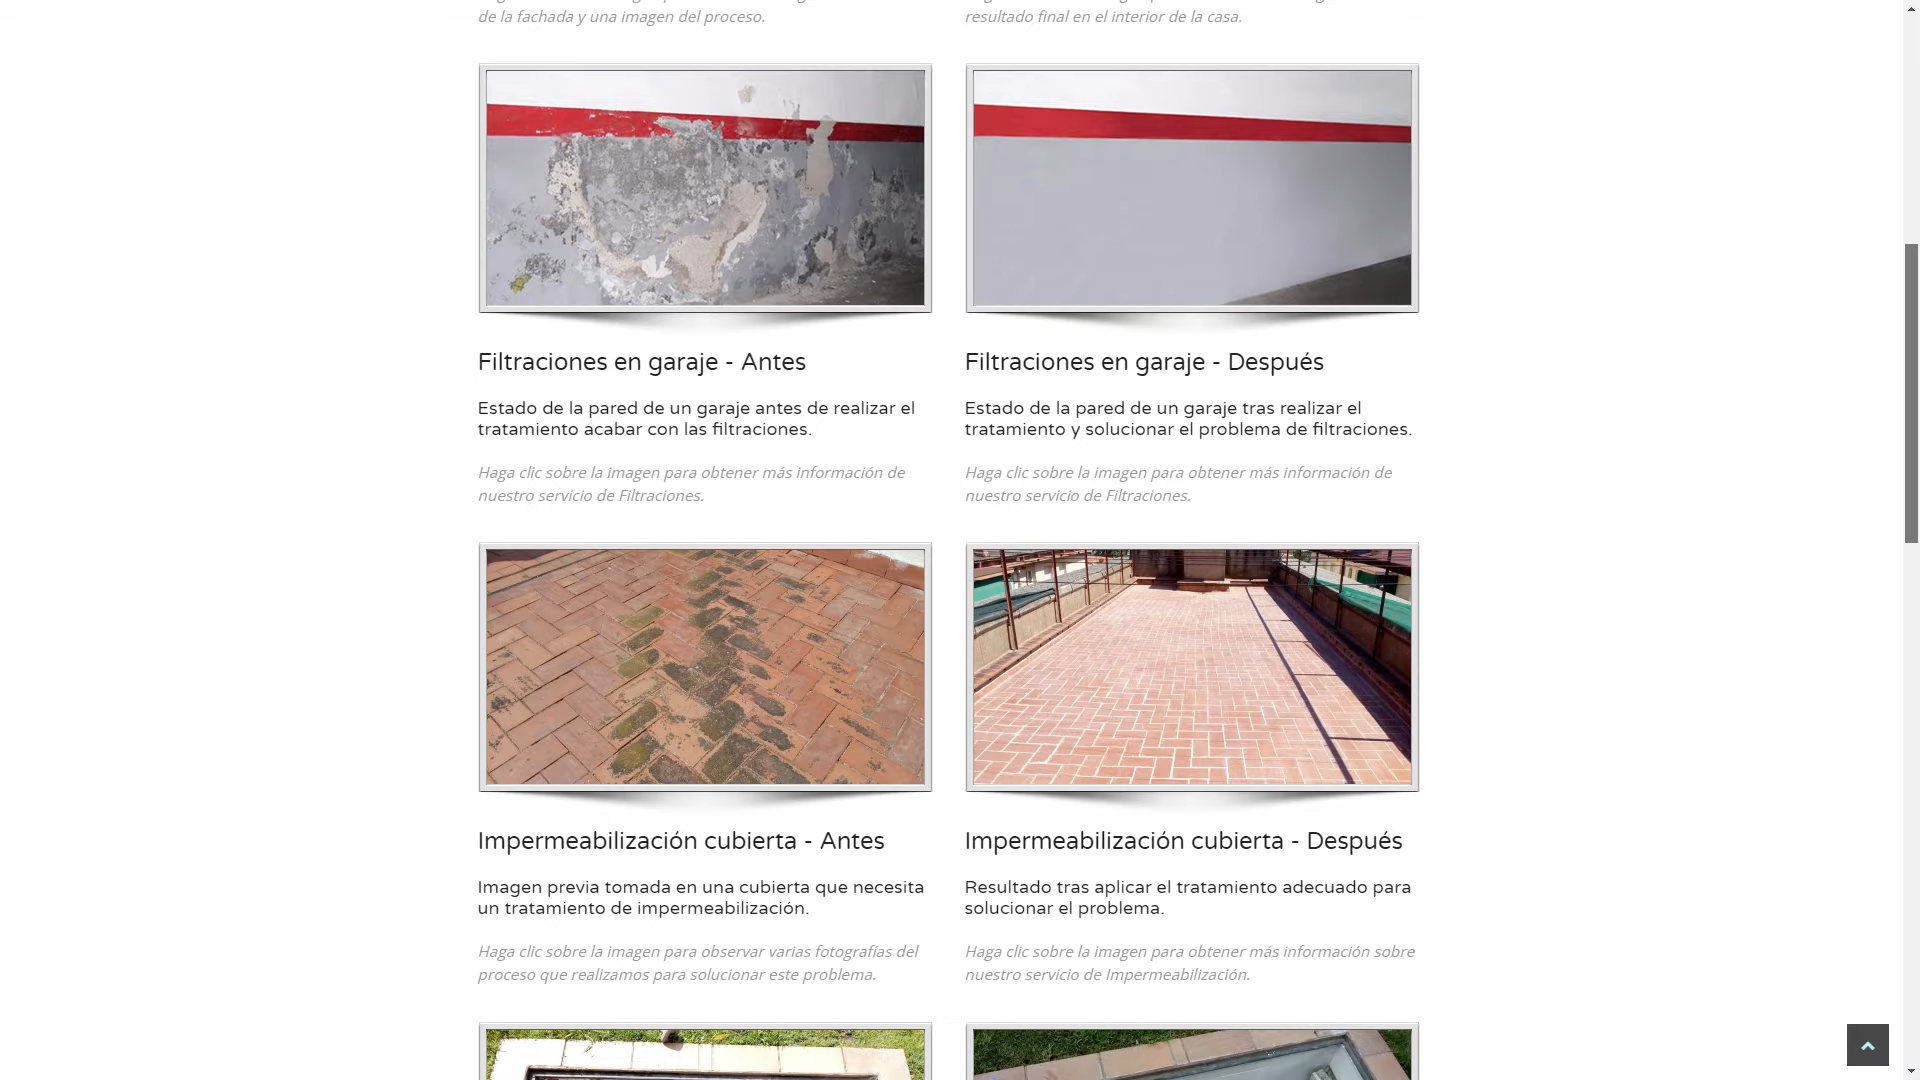 de la fachada y una imagen del proceso.
resultado final en el interior de la casa.
Filtraciones en garaje - Antes
Estado de la pared de un garaje antes de realizar el
tratamiento acabar con las filtraciones.
Haga clic sobre la imagen para obtener más información de
nuestro servicio de Filtraciones.
Filtraciones en garaje - Después
Estado de la pared de un garaje tras realizar el
tratamiento y solucionar el problema de filtraciones.
Haga clic sobre la imagen para obtener más información de
nuestro servicio de Filtraciones.
Impermeabilización cubierta - Antes
Imagen previa tomada en una cubierta que necesita
un tratamiento de impermeabilización.
Haga clic sobre la imagen para observar varias fotografías del
proceso que realizamos para solucionar este problema.
Impermeabilización cubierta - Después
Resultado tras aplicar el tratamiento adecuado para
solucionar el problema.
Haga clic sobre la imagen para obtener más información sobre
nuestro servicio de Impermeabilización.